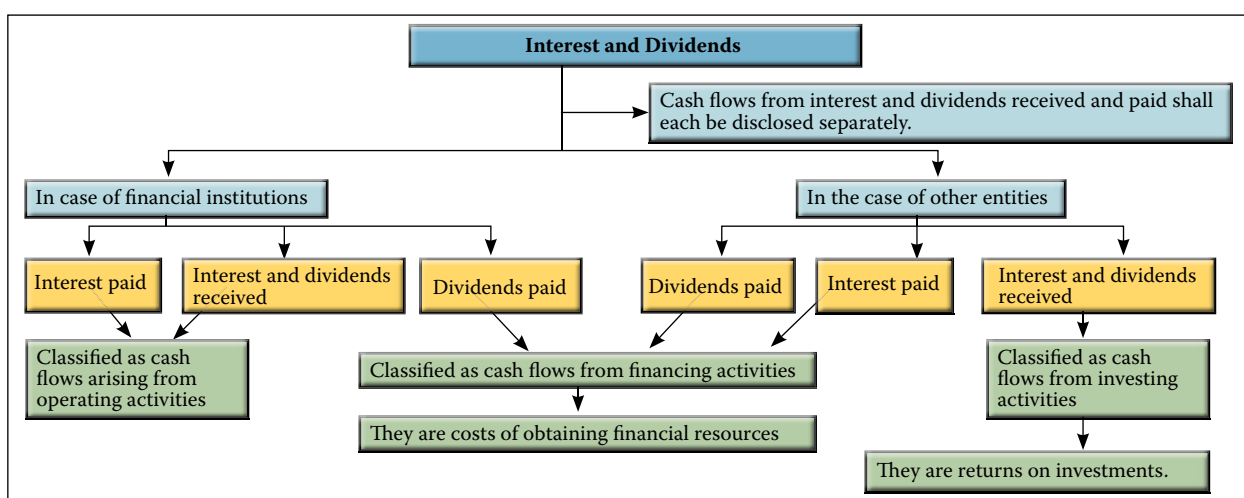 Interest and Dividends
Cash flows from interest and dividends received and paid shall
each be disclosed separately.
In case of financial institutions
In the case of other entities
Interest paid
Interest and dividends
received
Dividends paid
Dividends paid
Interest paid
Interest and dividends
received
Classified as cash
flows arising from
operating activities
Classified as cash flows from financing activities
Classified as cash
flows from investing
activities
They are costs of obtaining financial resources
They are returns on investments.